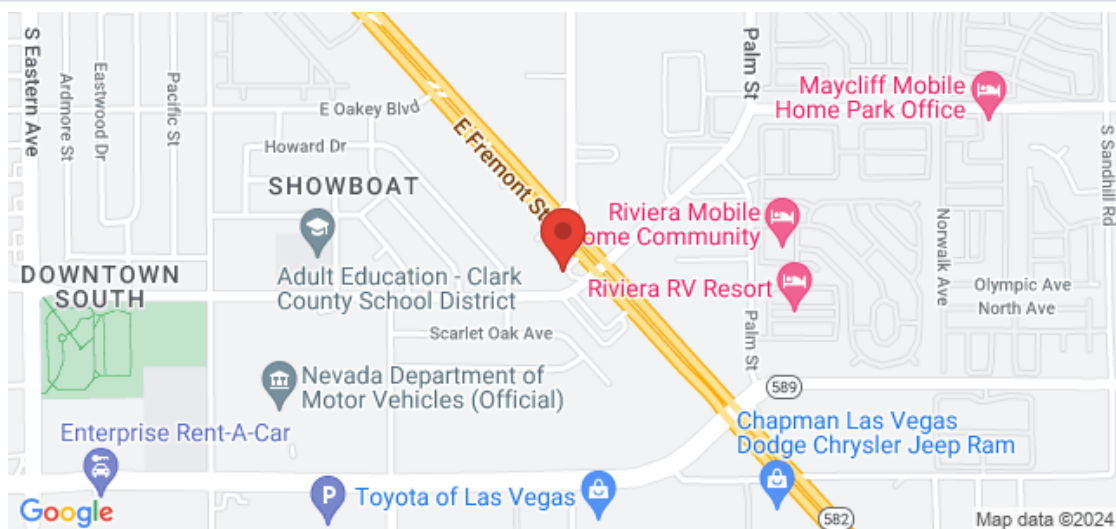 S Eastern Ave
Ardmore St
Eastwood Dr
Pacific St
E Oakey Blvd
Howard Dr
SHOWBOAT
E Fremont St
Palm St
Maycliff Mobile
Home Park Office
S Sandhill Rd
Adult Education - Clark
County School District
DOWNTOWN
SOUTH
Riviera Mobile
ome Community
Riviera RV Resort
Norwalk Ave
Olympic Ave
North Ave
Palm St
Scarlet Oak Ave
Nevada Department of
Motor Vehicles (Official)
589
Enterprise Rent-A-Car
Chapman Las Vegas
Dodge Chrysler Jeep Ram
P
Toyota of Las Vegas
582
Google
Map data ©2024